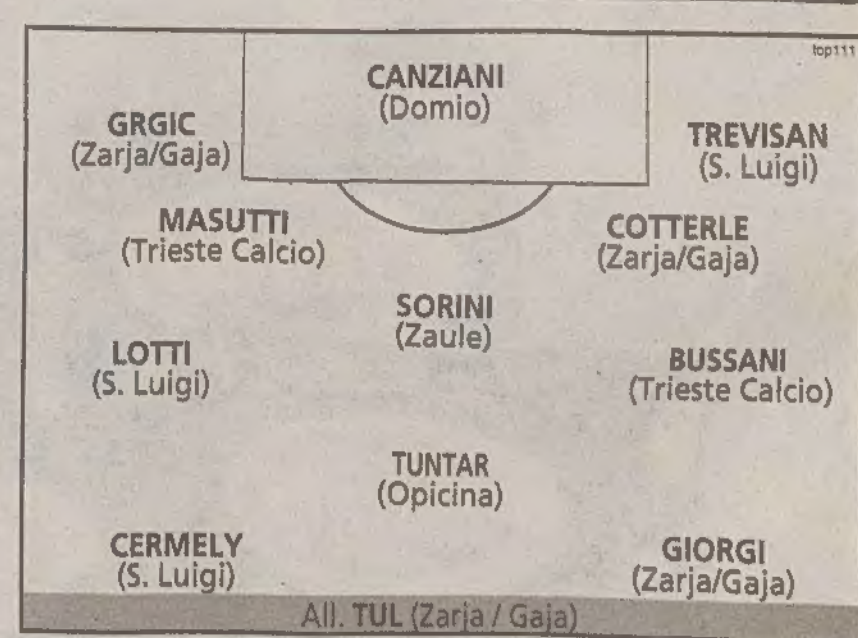 top111
CANZIANI
(Domio)
GRGIC
(Zarja/Gaja)
TREVISAN
(S. Luigi)
MASUTTI
(Trieste Calcio)
COTTERLE
(Zarja/Gaja)
SORINI
(Zaule)
LOTTI
(S. Luigi)
BUSSANI
(Trieste Calcio)
TUNTAR
(Opicina)
CERMELY
(S. Luigi)
GIORGI
(Zarja/Gaja)
All. TUL (Zarja / Gaja)